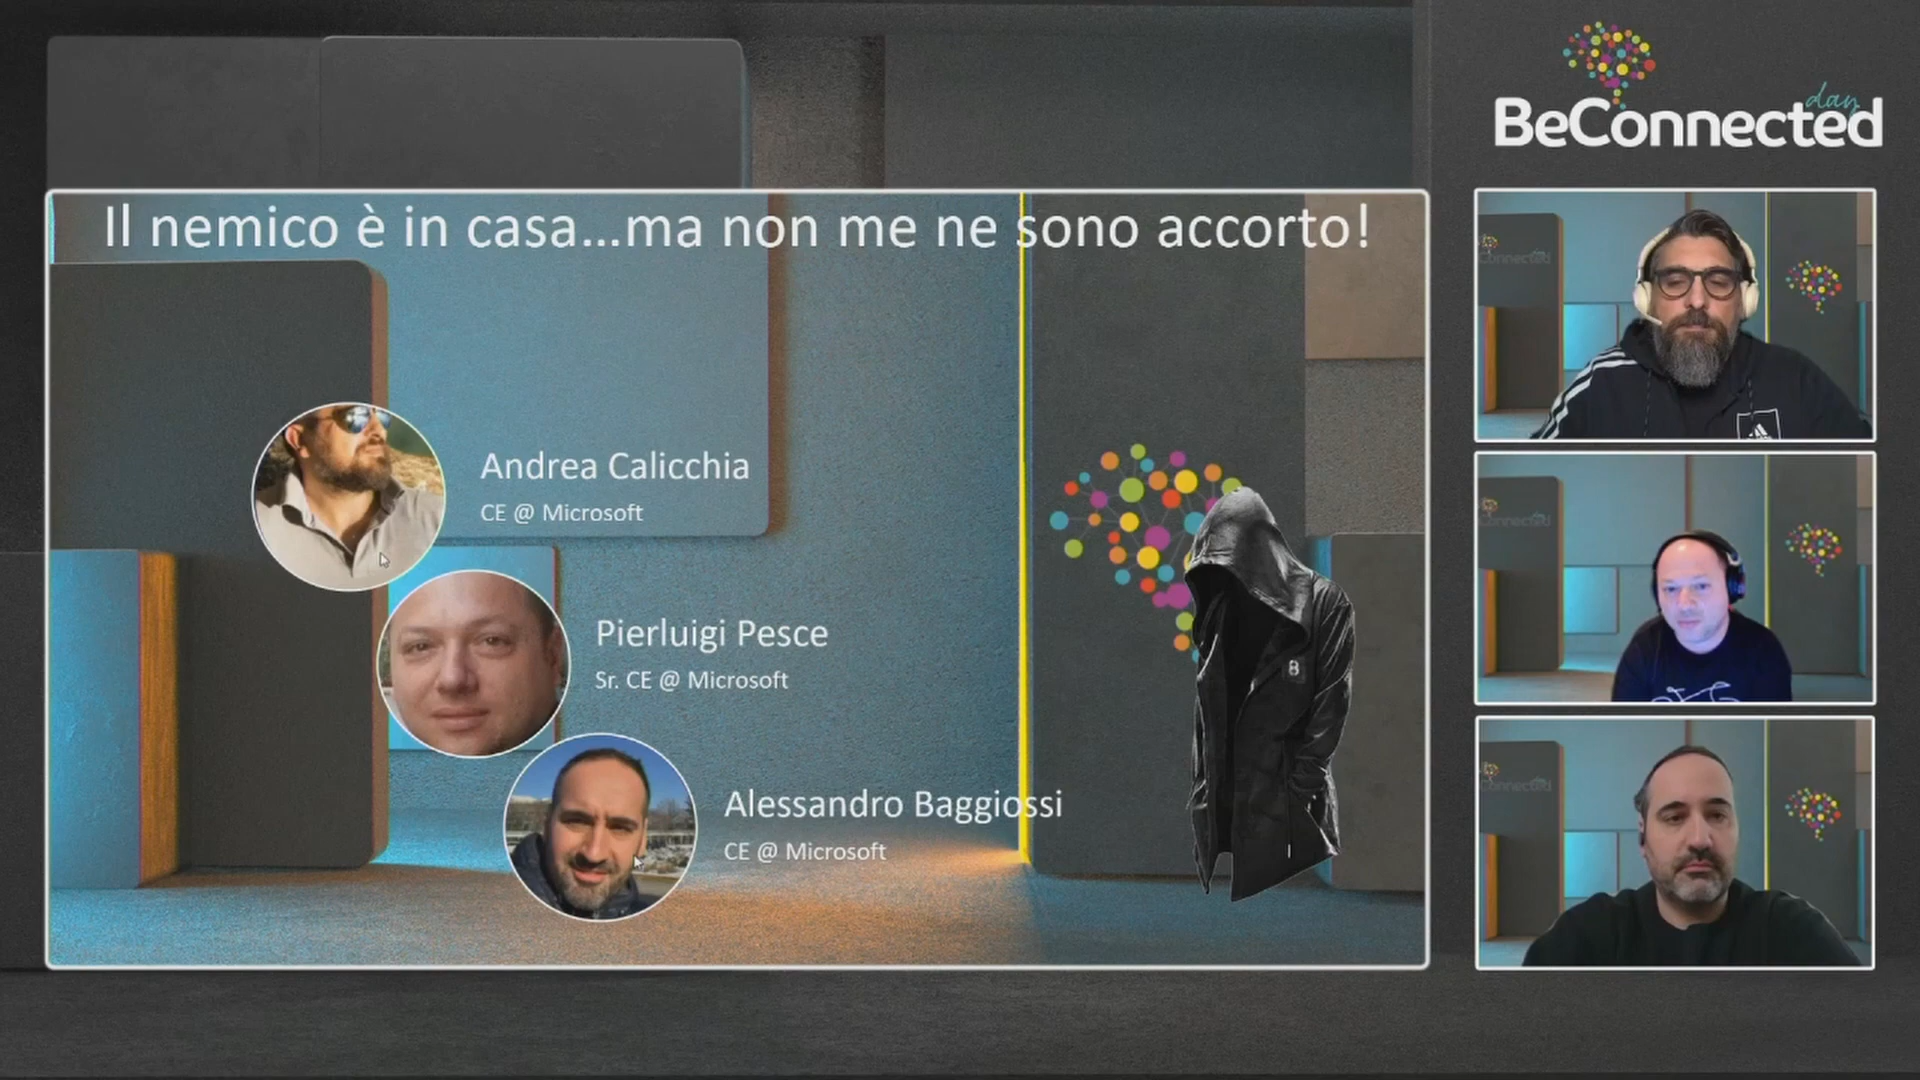 BeConnected
day
Il nemico è in casa...ma non me ne sono accorto!
Andrea Calicchia
CE @ Microsoft
Pierluigi Pesce
Sr. CE @ Microsoft
Alessandro Baggiossi
CE @ Microsoft